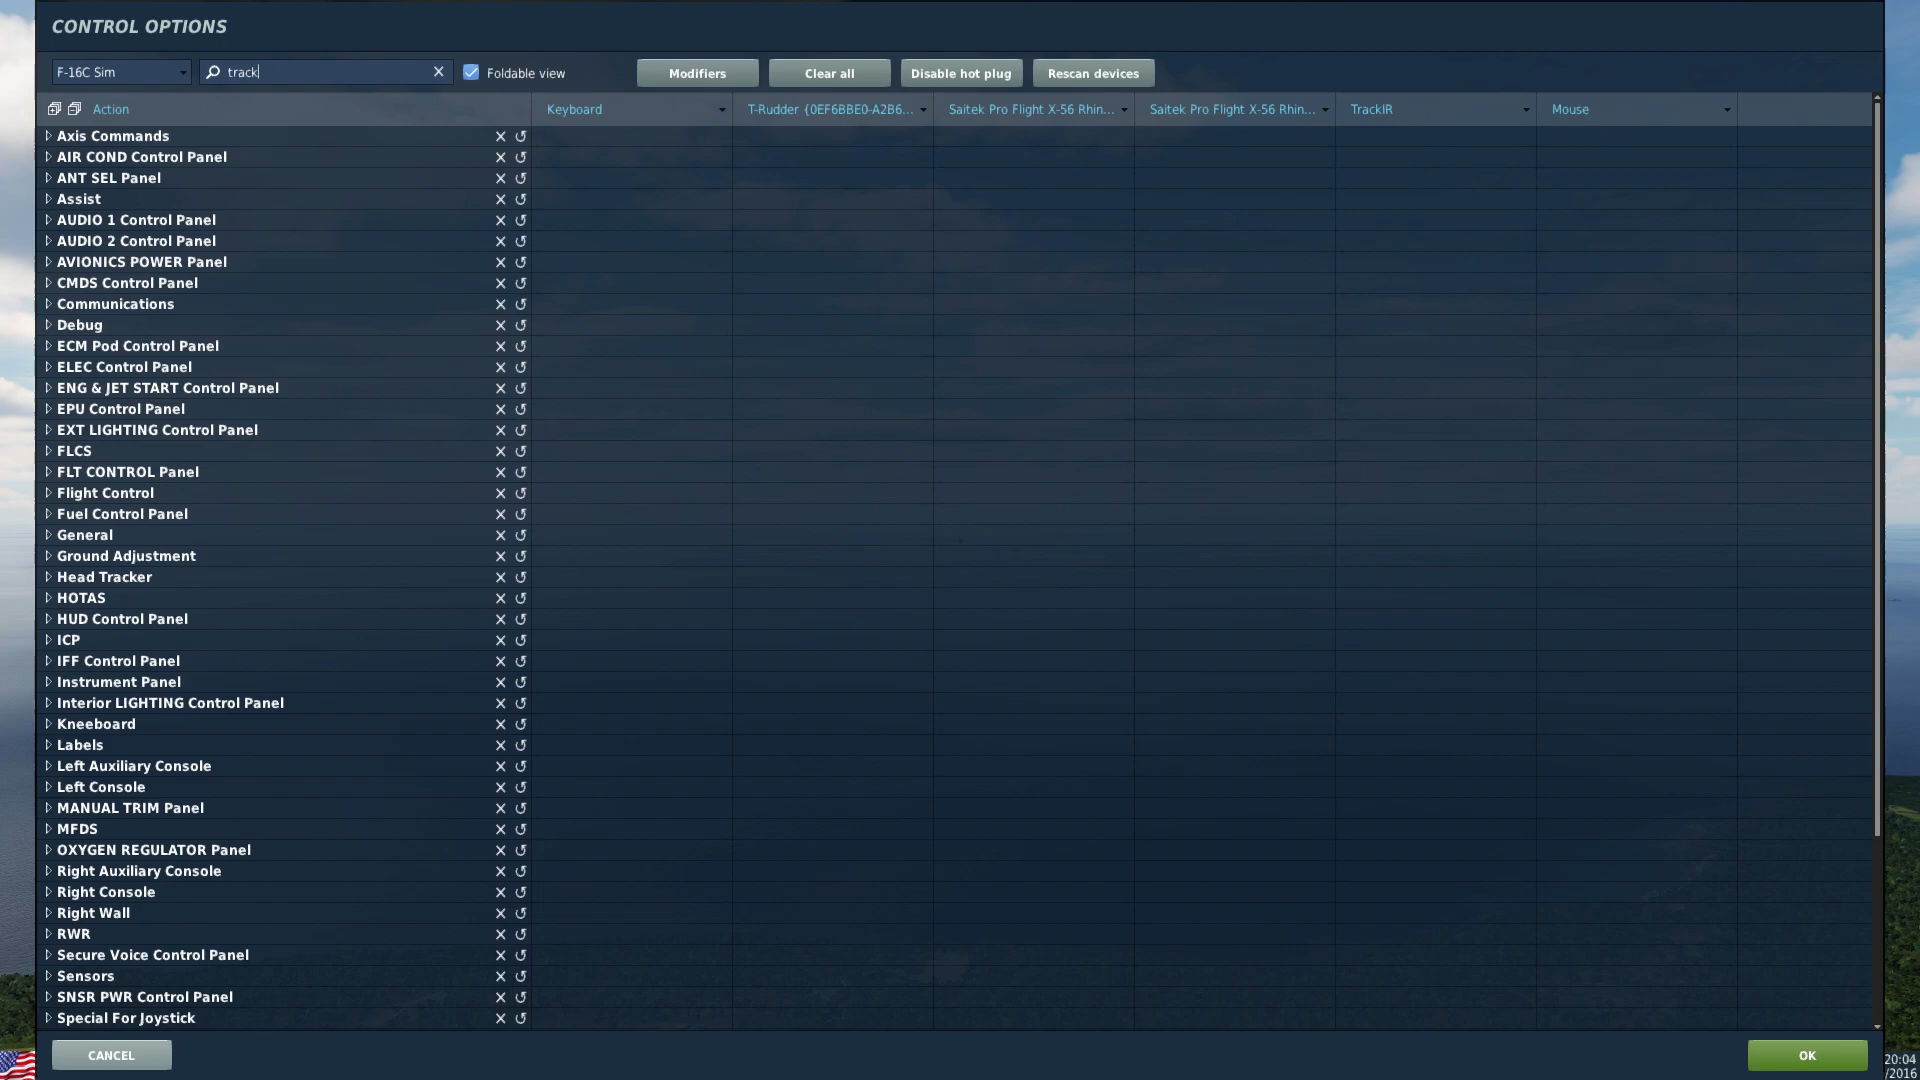 CONTROL OPTIONS
F-16C Sim
track
Foldable view
Modifiers
Clear all
Disable hot plug
Rescan devices
Action
Keyboard
T-Rudder {0EF6BBE0-A2B6...
Saitek Pro Flight X-56 Rhin...
Saitek Pro Flight X-56 Rhin...
TrackIR
Mouse
Axis Commands
AIR COND Control Panel
ANT SEL Panel
Assist
AUDIO 1 Control Panel
AUDIO 2 Control Panel
AVIONICS POWER Panel
CMDS Control Panel
Communications
Debug
ECM Pod Control Panel
ELEC Control Panel
ENG & JET START Control Panel
EPU Control Panel
EXT LIGHTING Control Panel
FLCS
FLT CONTROL Panel
Flight Control
Fuel Control Panel
General
Ground Adjustment
Head Tracker
HOTAS
HUD Control Panel
ICP
IFF Control Panel
Instrument Panel
Interior LIGHTING Control Panel
Kneeboard
Labels
Left Auxiliary Console
Left Console
MANUAL TRIM Panel
MFDS
OXYGEN REGULATOR Panel
Right Auxiliary Console
Right Console
Right Wall
RWR
Secure Voice Control Panel
Sensors
SNSR PWR Control Panel
Special For Joystick
CANCEL
OK
20:04
/2016